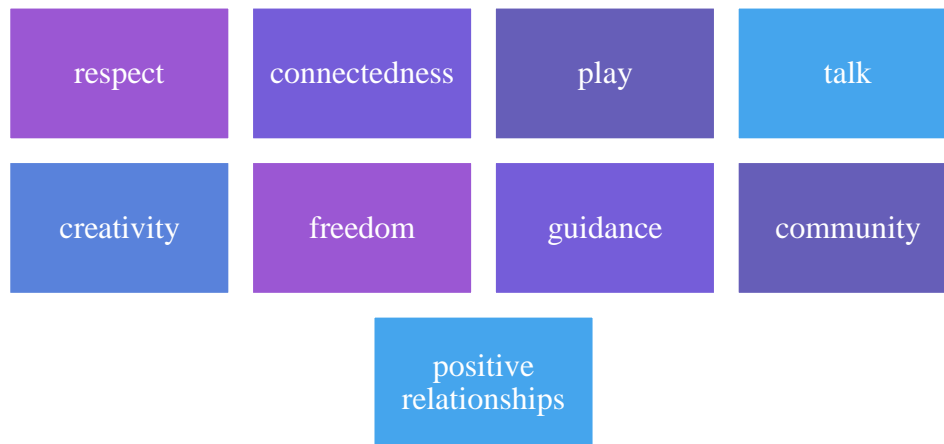 respect
connectedness
play
talk
creativity
freedom
guidance
community
positive
relationships